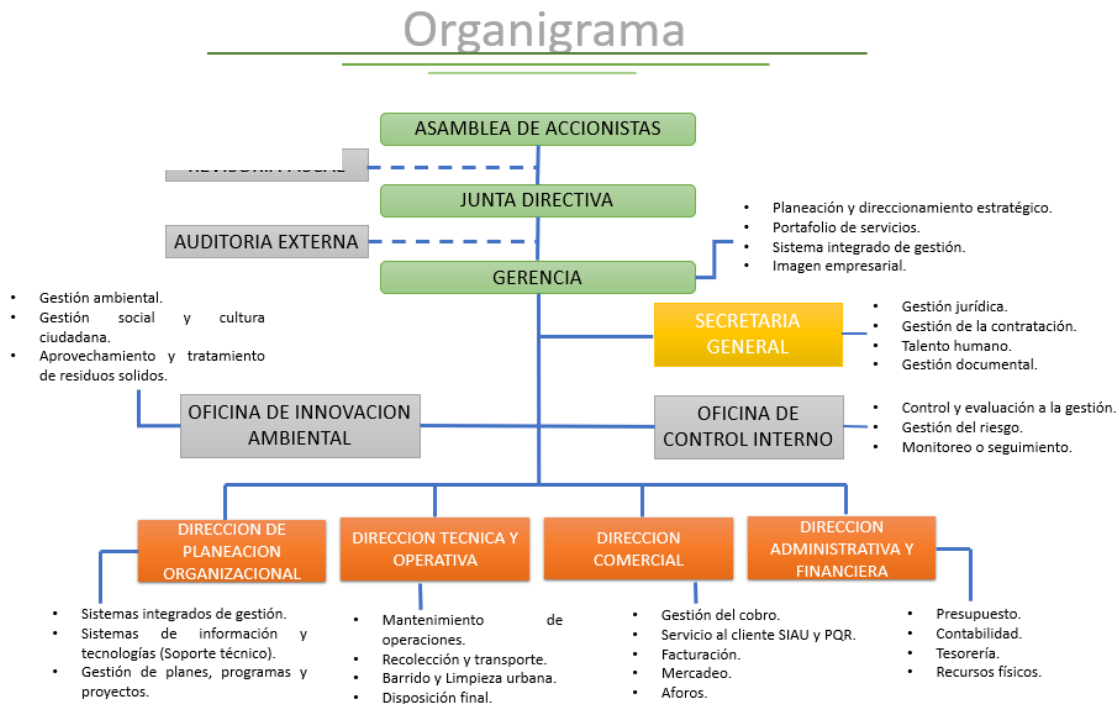 Organigrama
ASAMBLEA DE ACCIONISTAS
REVISORIA FISCAL
JUNTA DIRECTIVA
AUDITORIA EXTERNA
GERENCIA
• Planeación y direccionamiento estratégico.
• Portafolio de servicios.
• Sistema integrado de gestión.
• Imagen empresarial.
• Gestión ambiental.
• Gestión social y cultura
ciudadana.
• Aprovechamiento y tratamiento
de residuos solidos.
SECRETARIA
GENERAL
• Gestión jurídica.
• Gestión de la contratación.
• Talento humano.
• Gestión documental.
OFICINA DE INNOVACION
AMBIENTAL
OFICINA DE
CONTROL INTERNO
• Control y evaluación a la gestión.
• Gestión del riesgo.
• Monitoreo o seguimiento.
DIRECCION DE
PLANEACION
ORGANIZACIONAL
DIRECCION TECNICA Y
OPERATIVA
DIRECCION
COMERCIAL
DIRECCION
ADMINISTRATIVA Y
FINANCIERA
• Sistemas integrados de gestión.
• Sistemas de información y
tecnologías (Soporte técnico).
• Gestión de planes, programas y
proyectos.
• Mantenimiento de
operaciones.
• Recolección y transporte.
• Barrido y Limpieza urbana.
• Disposición final.
• Gestión del cobro.
• Servicio al cliente SIAU y PQR.
• Facturación.
• Mercadeo.
• Aforos.
• Presupuesto.
• Contabilidad.
• Tesorería.
• Recursos físicos.